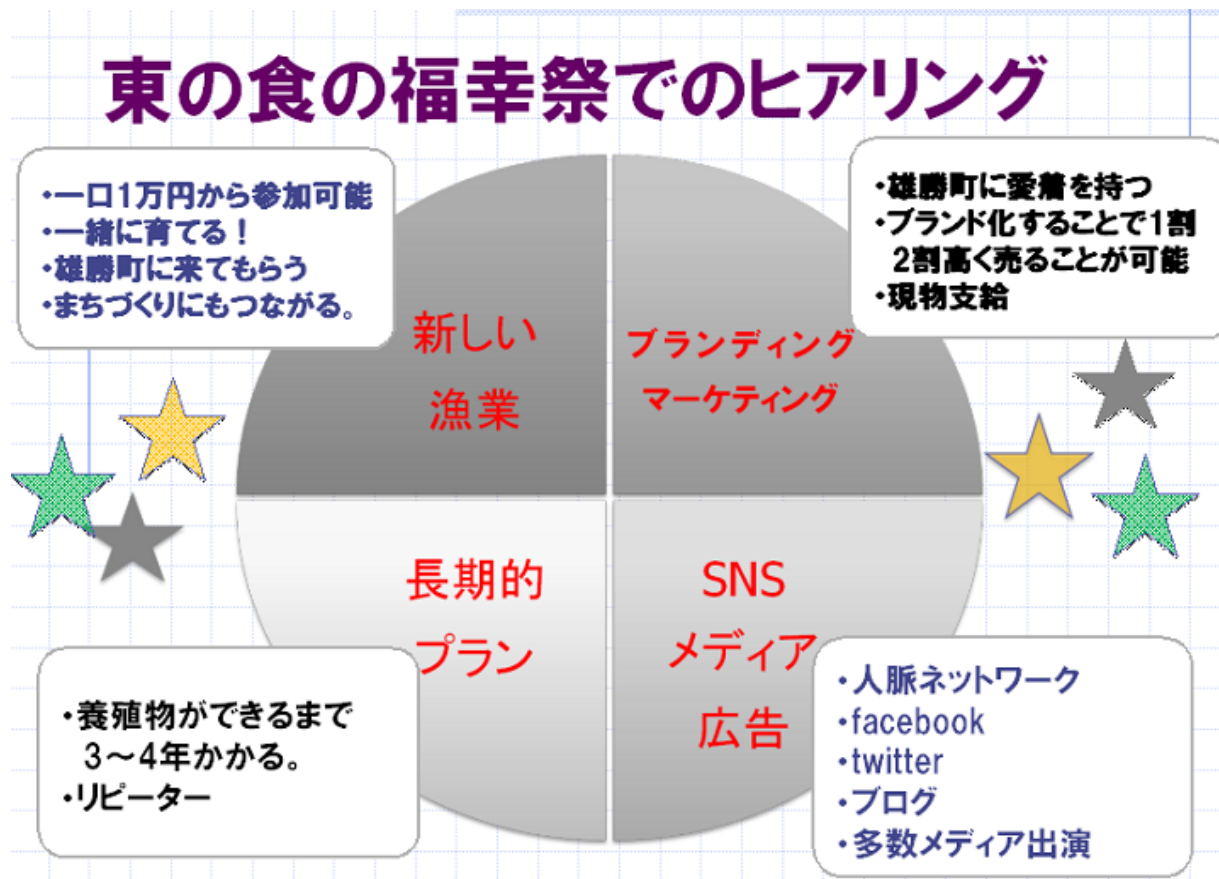 東の食の福幸祭でのヒアリング
・一口1万円から参加可能
・一緒に育てる！
・雄勝町に来てもらう
・まちづくりにもつながる。
新しい
漁業
・雄勝町に愛着を持つ
・ブランド化することで1割
2割高く売ることが可能
・現物支給
ブランディング
マーケティング
長期的
プラン
・養殖物ができるまで
3～4年かかる。
・リピーター
SNS
メディア
広告
・人脈ネットワーク
・facebook
・twitter
・ブログ
・多数メディア出演